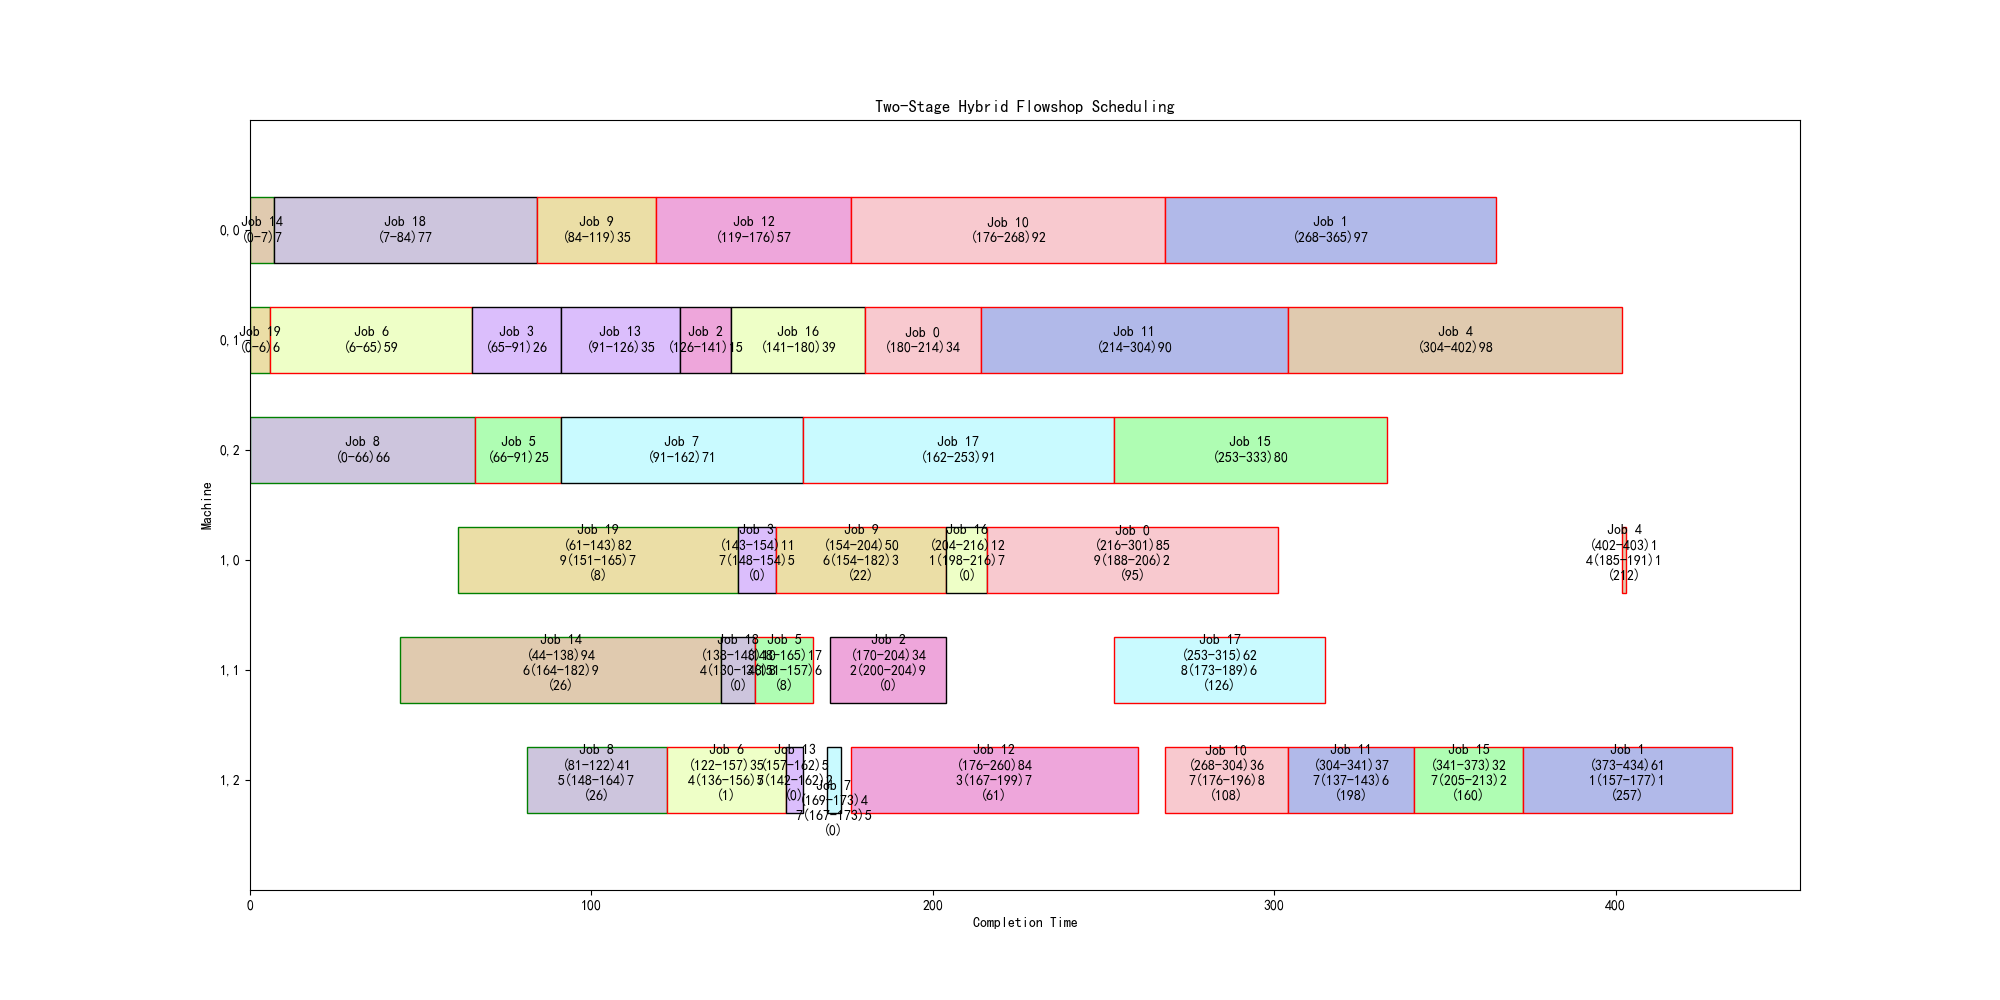 Two-Stage Hybrid Flowshop Scheduling
0,0
Job 14
(0-7)7
Job 18
(7-84)77
Job 9
(84-119)35
Job 12
(119-176)57
Job 10
(176-268)92
Job 1
(268-365)97
0,1
Job 19
(0-6)6
Job 6
(6-65)59
Job 3
(65-91)26
Job 13
(91-126)35
Job 2
(126-141)15
Job 16
(141-180)39
Job 0
(180-214)34
Job 11
(214-304)90
Job 4
(304-402)98
0,2
Job 8
(0-66)66
Job 5
(66-91)25
Job 7
(91-162)71
Job 17
(162-253)91
Job 15
(253-333)80
Machine
1,0
Job 19
(61-143)82
9(151-165)7
(8)
Job 3
(143-154)11
7(148-154)5
(0)
Job 9
(154-204)50
6(154-182)3
(22)
Job 16
(204-216)12
1(198-216)7
(0)
Job 0
(216-301)85
9(188-206)2
(95)
Job 4
(402-403)1
4(185-191)1
(212)
1,1
Job 14
(44-138)94
6(164-182)9
(26)
Job 18
(138-148)10
(0)
Job 5
(148-165)17
(8)
Job 2
(170-204)34
2(200-204)9
(0)
Job 17
(253-315)62
8(173-189)6
(126)
1,2
Job 8
(81-122)41
5(148-164)7
(26)
Job 6
(122-157)35
(1)
Job 13
(157-162)5
(0)
Job 7
(169-173)4
7(167-173)5
(0)
Job 12
(176-260)84
3(167-199)7
(61)
Job 10
(268-304)36
7(176-196)8
(108)
Job 11
(304-341)37
7(137-143)6
(198)
Job 15
(341-373)32
7(205-213)2
(160)
Job 1
(373-434)61
1(157-177)1
(257)
0
100
200
300
400
Completion Time